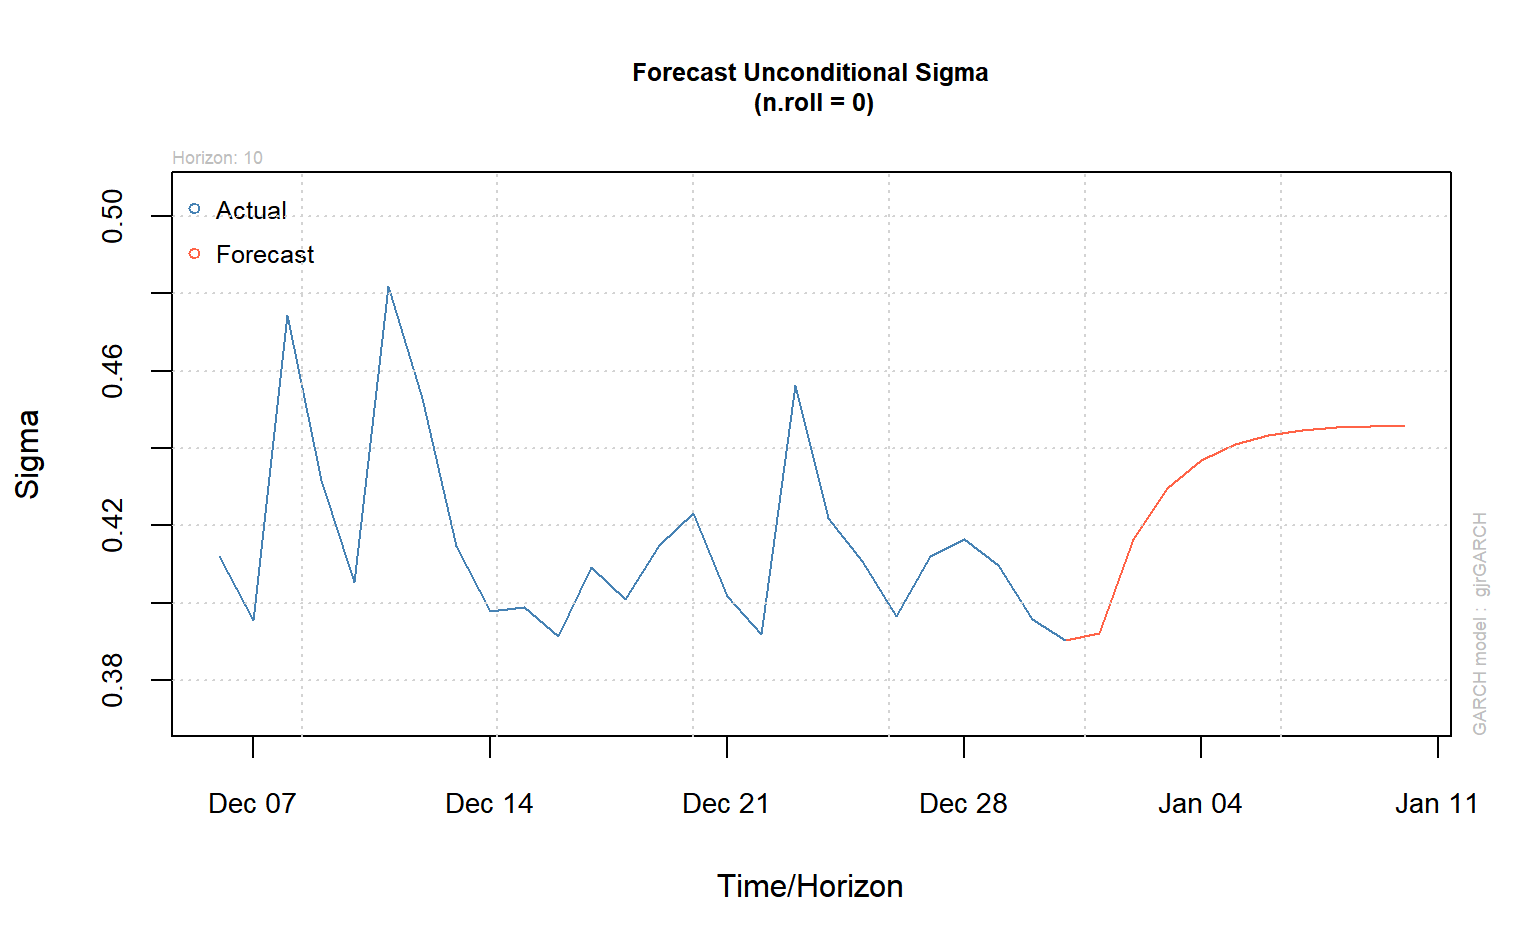 Forecast Unconditional Sigma
(n.roll = 0)
Horizon: 10
Actual
Forecast
0.50
0.46
0.42
0.38
Sigma
Dec 07
Dec 14
Dec 21
Dec 28
Jan 04
Jan 11
Time/Horizon
GARCH model : gjrGARCH